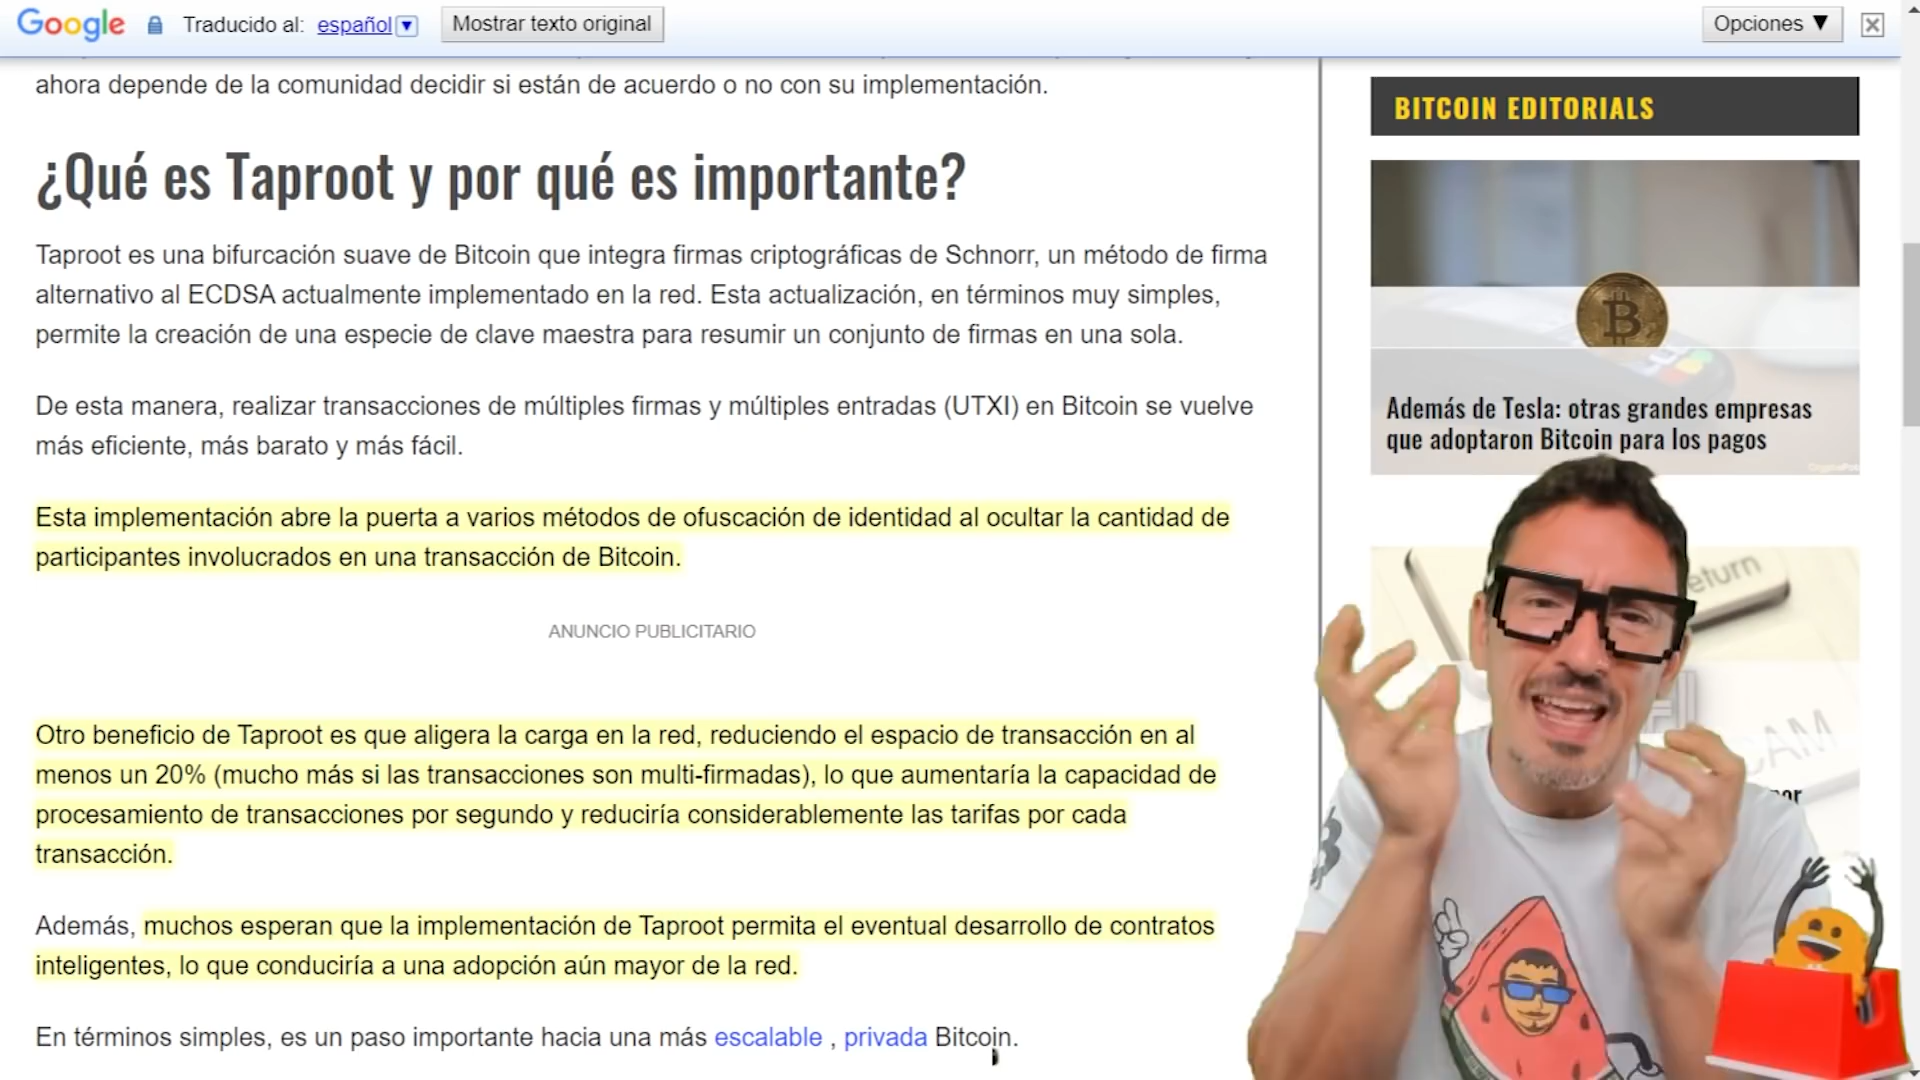 Google Traducido al: español Mostrar texto original Opciones
ahora depende de la comunidad decidir si están de acuerdo o no con su implementación.
¿Qué es Taproot y por qué es importante?
Taproot es una bifurcación suave de Bitcoin que integra firmas criptográficas de Schnorr, un método de firma
alternativo al ECDSA actualmente implementado en la red. Esta actualización, en términos muy simples,
permite la creación de una especie de clave maestra para resumir un conjunto de firmas en una sola.
De esta manera, realizar transacciones de múltiples firmas y múltiples entradas (UTXI) en Bitcoin se vuelve
más eficiente, más barato y más fácil.
Esta implementación abre la puerta a varios métodos de ofuscación de identidad al ocultar la cantidad de
participantes involucrados en una transacción de Bitcoin.
ANUNCIO PUBLICITARIO
Otro beneficio de Taproot es que aligera la carga en la red, reduciendo el espacio de transacción en al
menos un 20% (mucho más si las transacciones son multi-firmadas), lo que aumentaría la capacidad de
procesamiento de transacciones por segundo y reduciría considerablemente las tarifas por cada
transacción.
Además, muchos esperan que la implementación de Taproot permita el eventual desarrollo de contratos
inteligentes, lo que conduciría a una adopción aún mayor de la red.
En términos simples, es un paso importante hacia una más escalable , privada Bitcoin.
BITCOIN EDITORIALS
Además de Tesla: otras grandes empresas
que adoptaron Bitcoin para los pagos